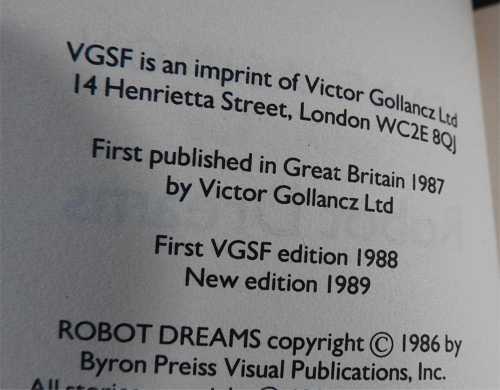 VGSF is an imprint of Victor Gollancz Ltd
14 Henrietta Street, London WC2E 8QJ
First published in Great Britain 1987
by Victor Gollancz Ltd
First VGSF edition 1988
New edition 1989
ROBOT DREAMS copyright © 1986 by
Byron Preiss Visual Publications, Inc.
All stories